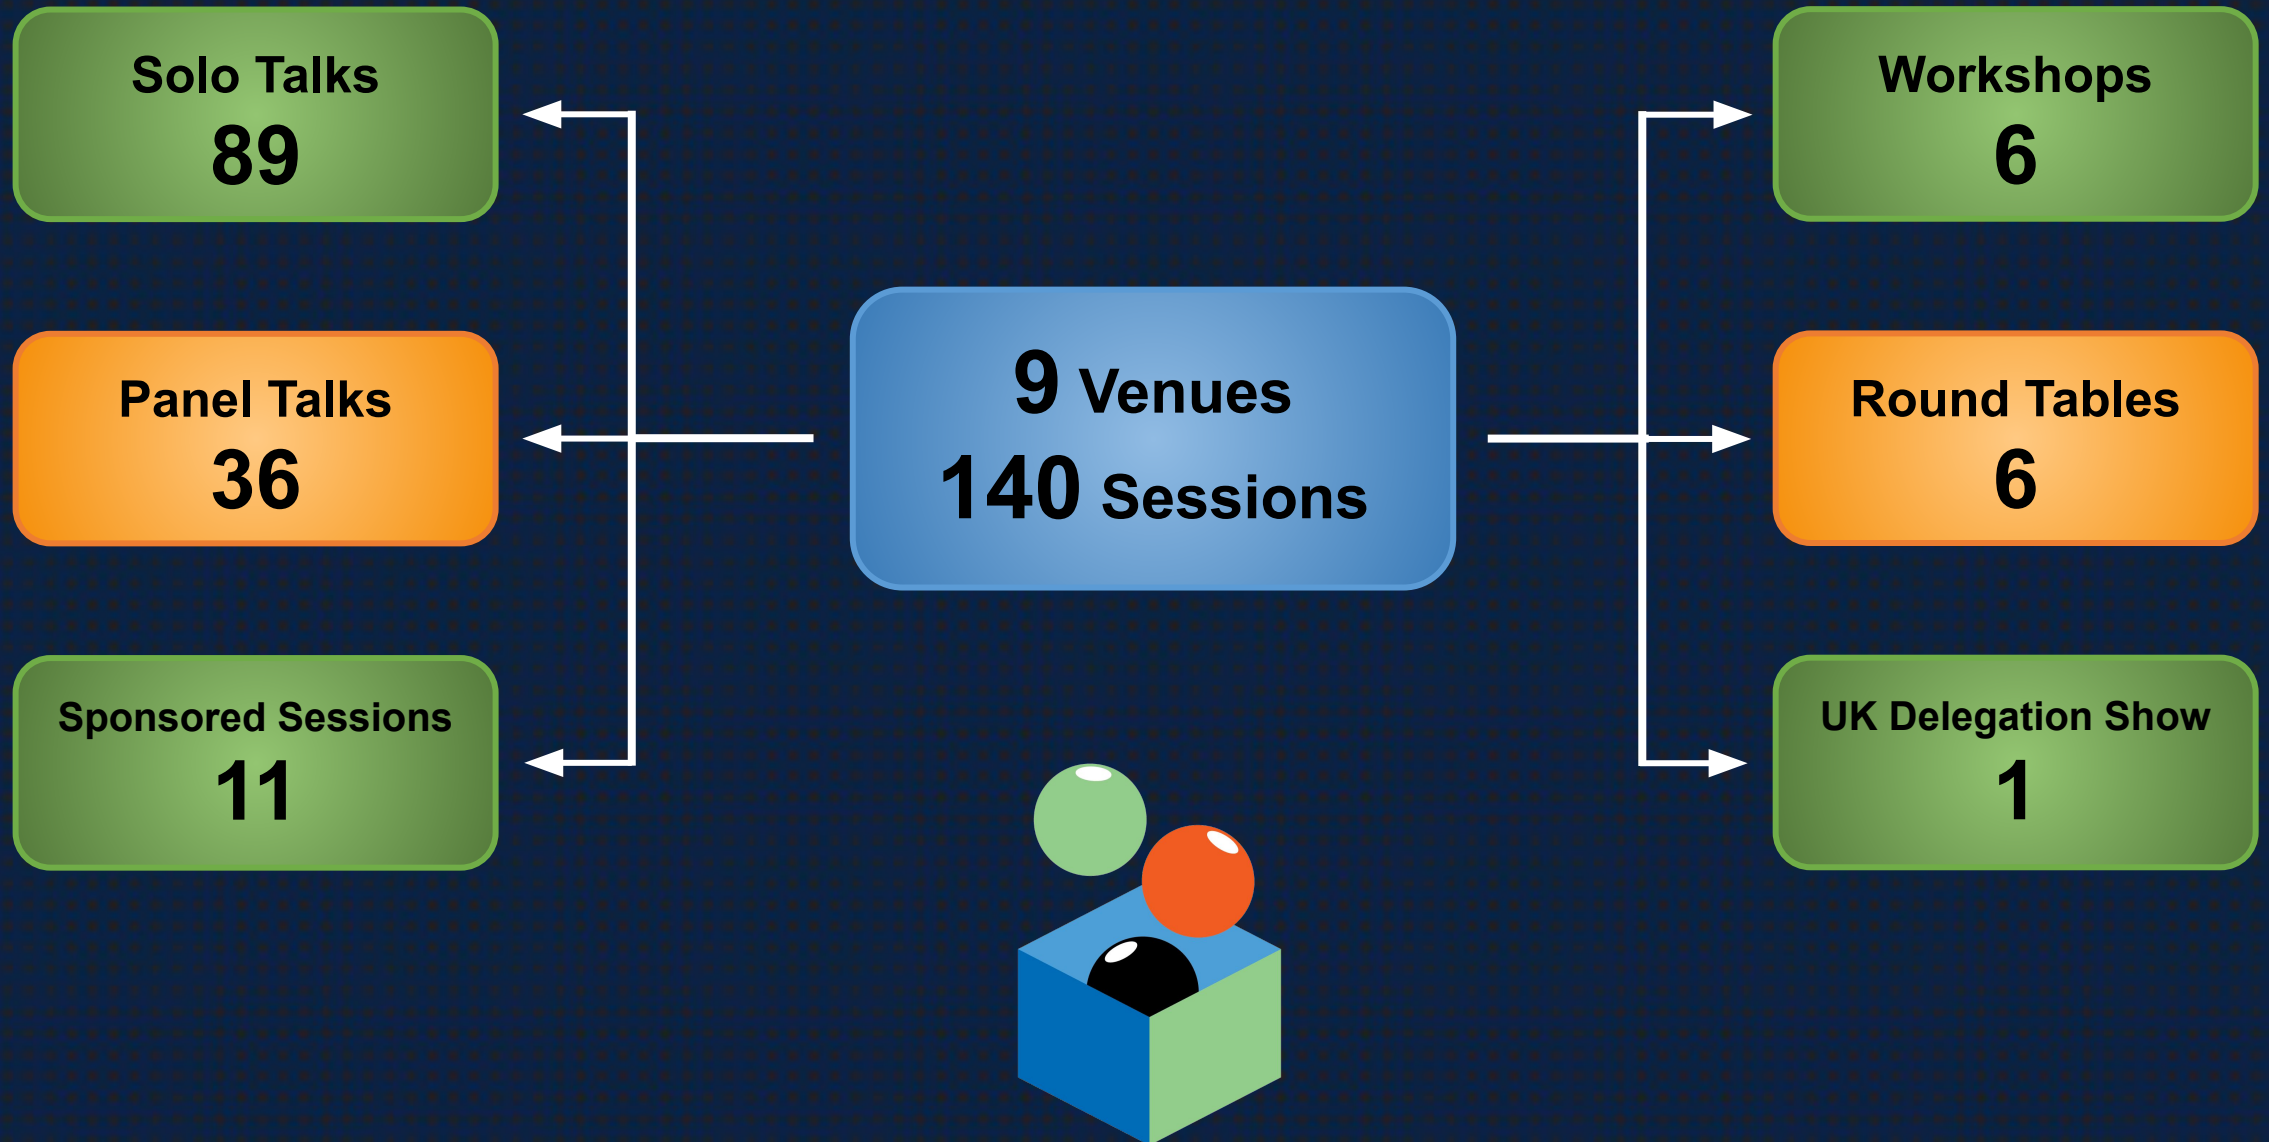 Solo Talks
89
Panel Talks
36
Sponsored Sessions
11
9 Venues
140 Sessions
Workshops
6
Round Tables
6
UK Delegation Show
1